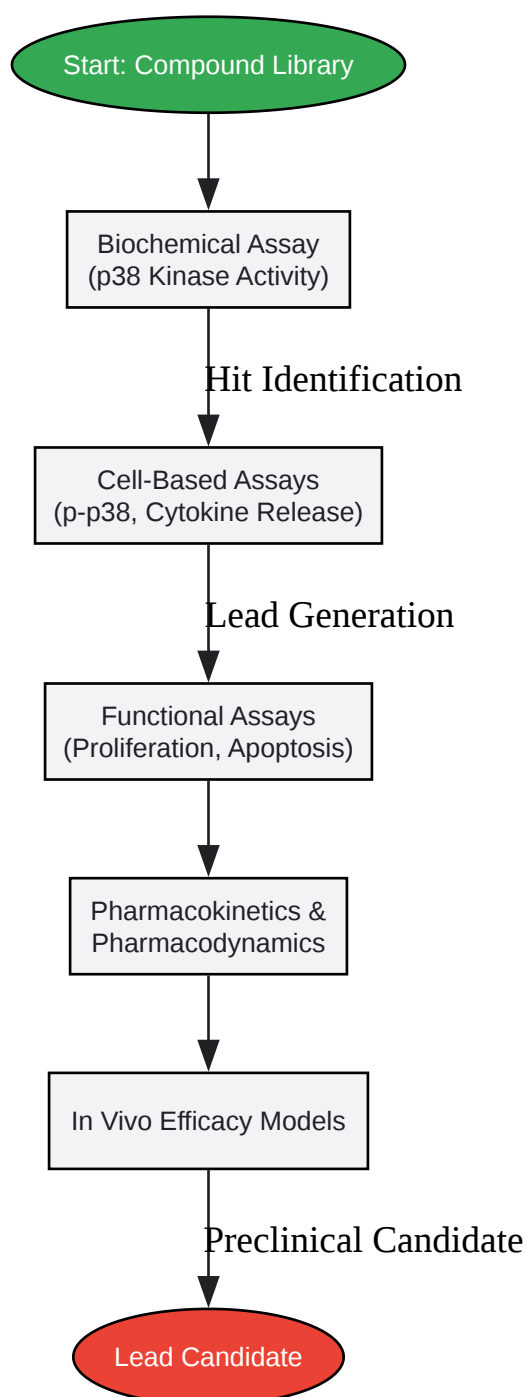 Start: Compound Library
Biochemical Assay
(p38 Kinase Activity)
Hit Identification
Cell-Based Assays
(p-p38, Cytokine Release)
Lead Generation
Functional Assays
(Proliferation, Apoptosis)
Pharmacokinetics &
Pharmacodynamics
In Vivo Efficacy Models
Preclinical Candidate
Lead Candidate